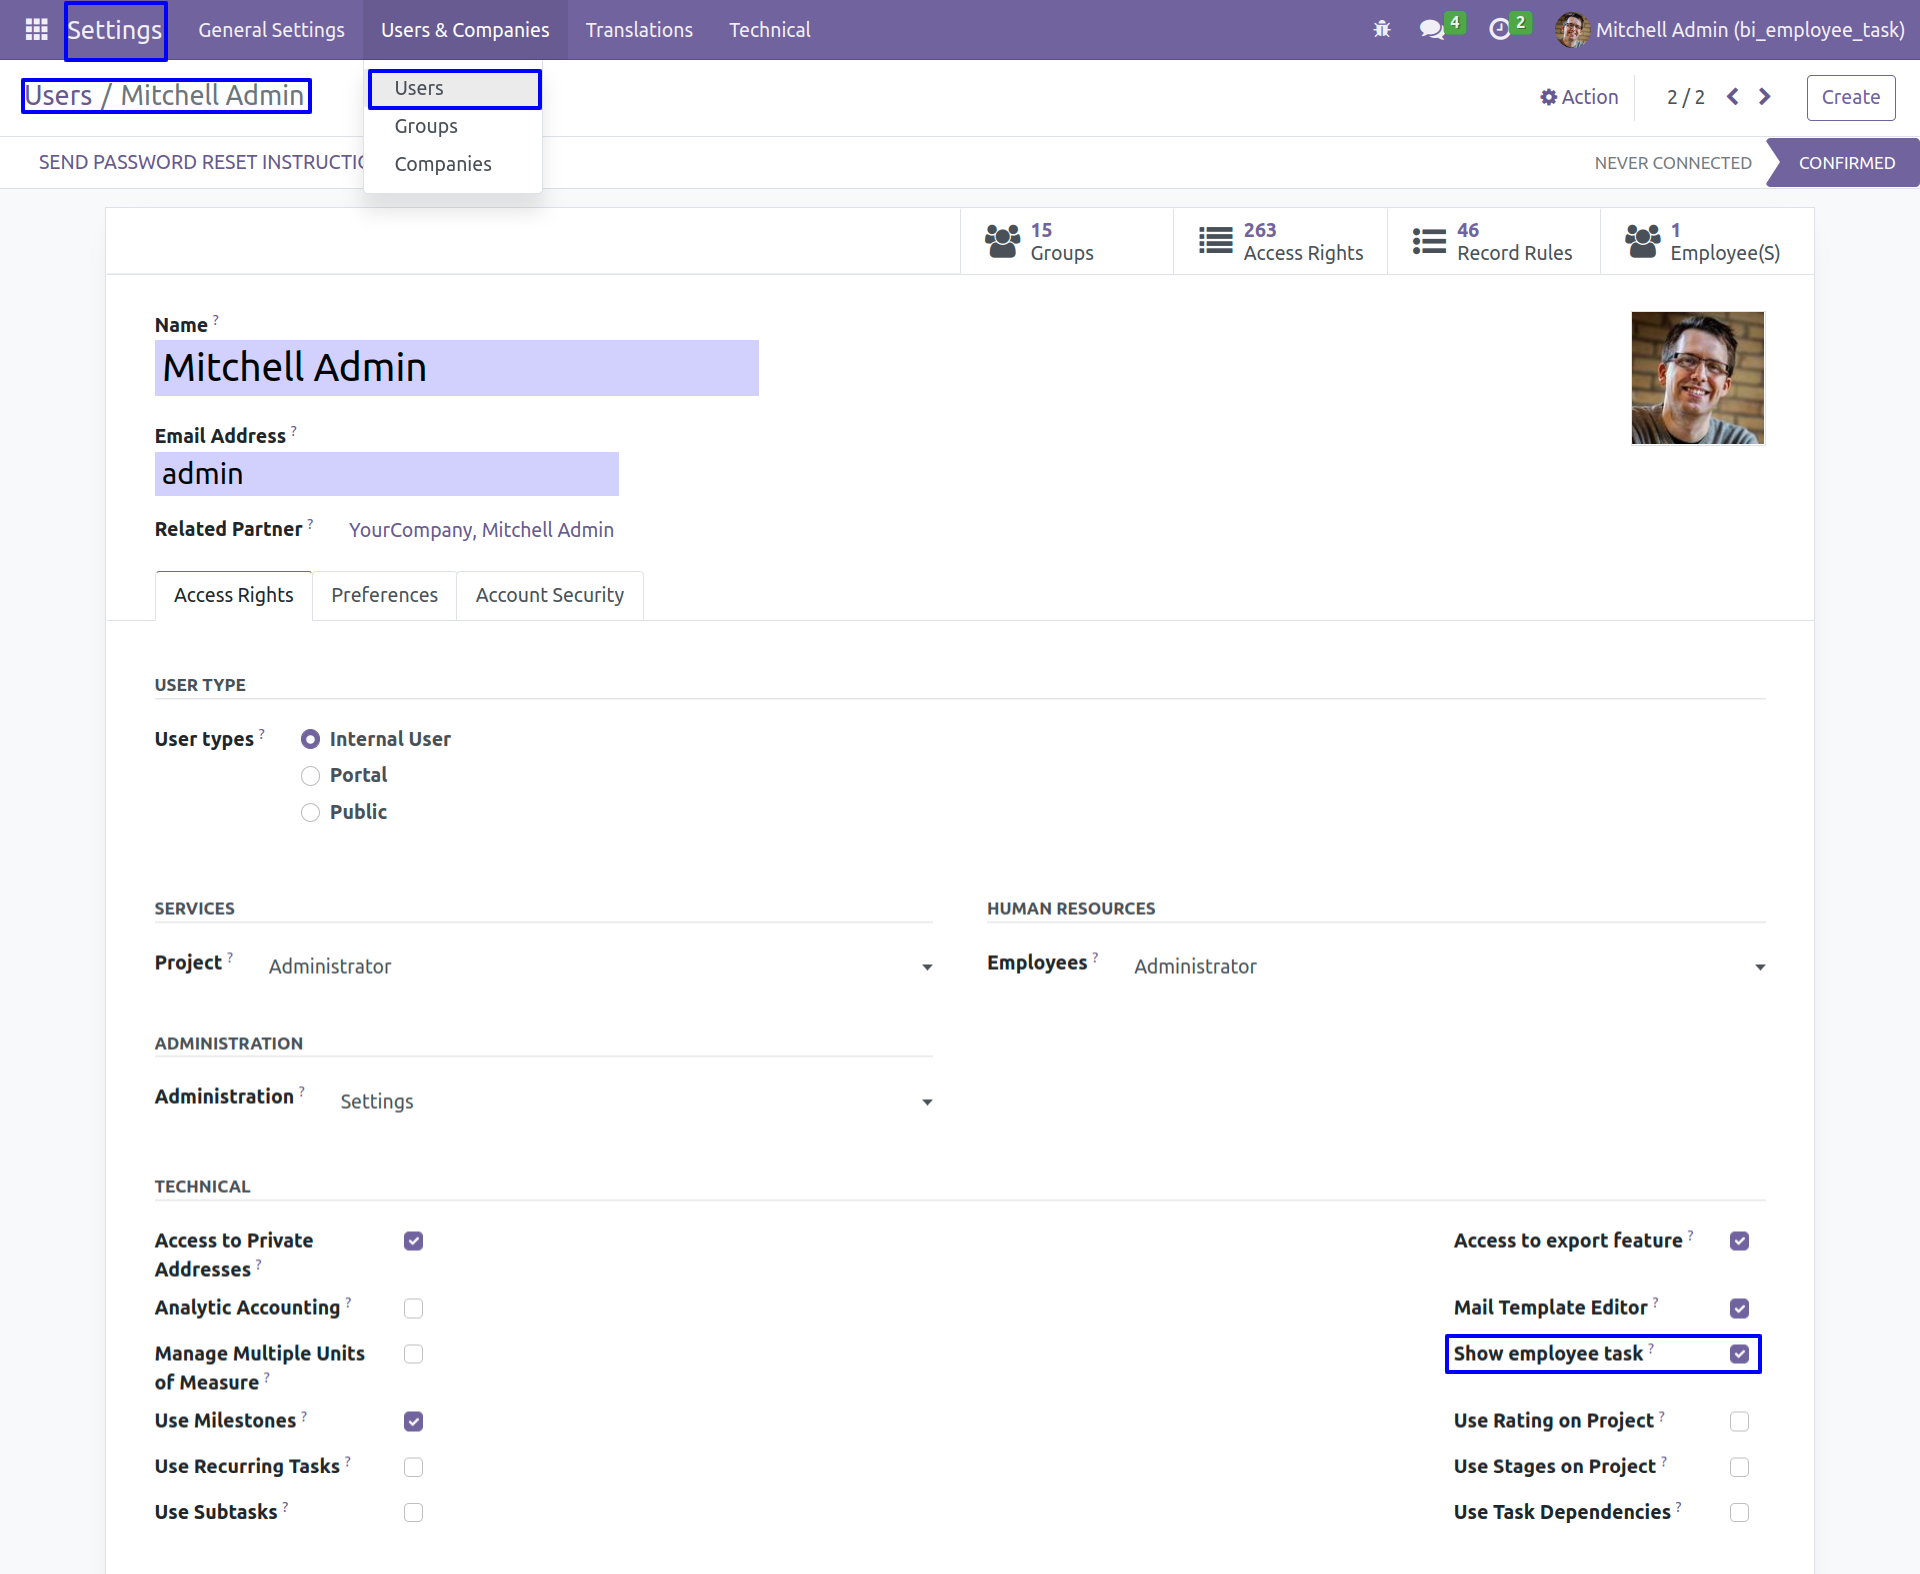 Settings General Settings Users & Companies Translations Technical 4 2 Mitchell Admin (bi_employee_task)
Users / Mitchell Admin Action 2 / 2 Create
Users
Groups
Companies
SEND PASSWORD RESET INSTRUCTIO NEVER CONNECTED CONFIRMED
15 Groups
263 Access Rights
46 Record Rules
1 Employee(S)
Name ?
Mitchell Admin
Email Address ?
admin
Related Partner ? YourCompany, Mitchell Admin
Access Rights Preferences Account Security
USER TYPE
User types ? Internal User
Portal
Public
SERVICES HUMAN RESOURCES
Project ? Administrator Employees ? Administrator
ADMINISTRATION
Administration ? Settings
TECHNICAL
Access to Private Addresses ? Access to export feature ?
Analytic Accounting ? Mail Template Editor ?
Manage Multiple Units of Measure ? Show employee task ?
Use Milestones ? Use Rating on Project ?
Use Recurring Tasks ? Use Stages on Project ?
Use Subtasks ? Use Task Dependencies ?